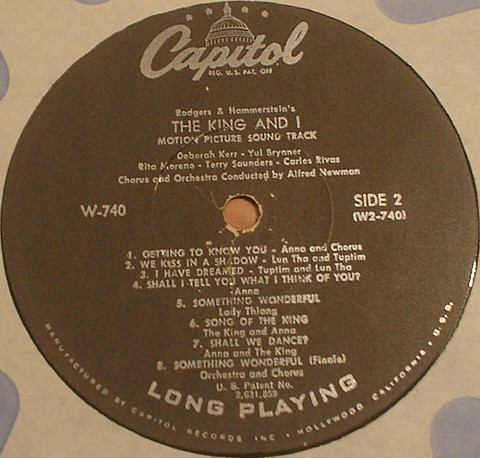 Capitol
REG. U.S. PAT. OFF
Rodgers & Hammerstein's
THE KING AND I
MOTION PICTURE SOUND TRACK
Deborah Kerr - Yul Brynner
Rita Moreno - Terry Saunders - Carlos Rivas
Chorus and Orchestra Conducted by Alfred Newman
W-740
SIDE 2
(W2-740)
1. GETTING TO KNOW YOU - Anna and Chorus
2. WE KISS IN A SHADOW - Lun Tha and Tuptim
3. I HAVE DREAMED - Tuptim and Lun Tha
4. SHALL I TELL YOU WHAT I THINK OF YOU?
Anna
5. SOMETHING WONDERFUL
Lady Thiang
6. SONG OF THE KING
The King and Anna
7. SHALL WE DANCE?
Anna and The King
8. SOMETHING WONDERFUL (Finale)
Orchestra and Chorus
U. S. Patent No.
2,631,859
LONG PLAYING
MANUFACTURED BY CAPITOL RECORDS INC • HOLLYWOOD CALIFORNIA • U.S.A.